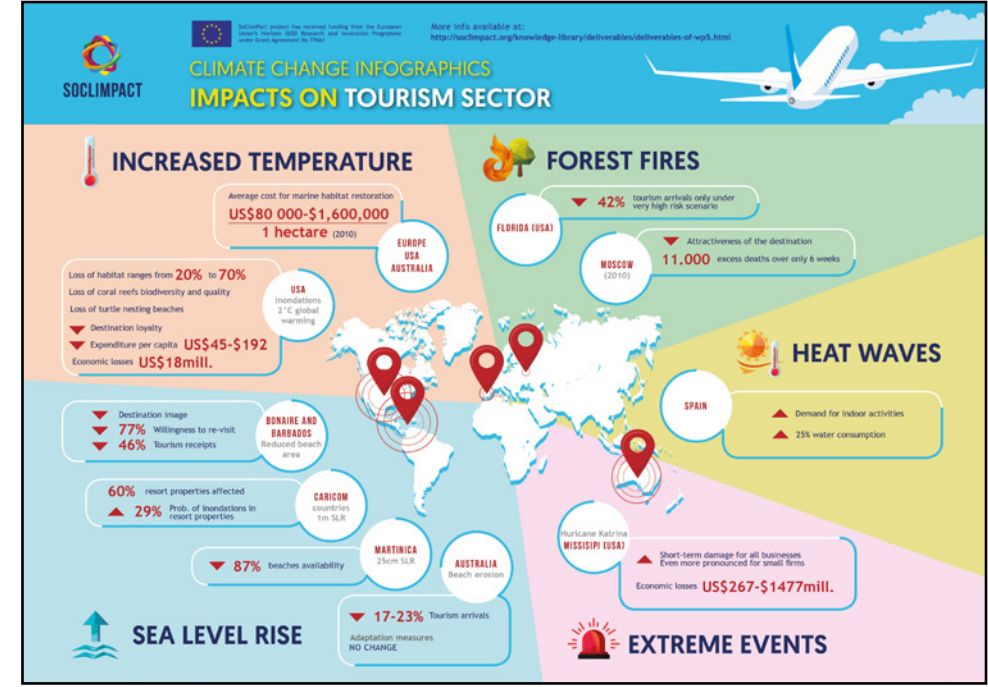 SOCLIMPACT
SoClimPact project has received funding from the European
Union's Horizon 2020 Research and Innovation Programme
under Grant Agreement No 77661
More info available at:
http://soclimpact.org/knowledge-library/deliverables/deliverables-of-wp5.html
CLIMATE CHANGE INFOGRAPHICS
IMPACTS ON TOURISM SECTOR
INCREASED TEMPERATURE
Average cost for marine habitat restoration
US$80 000-$1,600,000
1 hectare (2010)
EUROPE
USA
AUSTRALIA
Loss of habitat ranges from 20% to 70%
Loss of coral reefs biodiversity and quality
Loss of turtle nesting beaches
Destination loyalty
Expenditure per capita US$45-$192
Economic losses US$18mill.
USA
inondations
2°C global
warming
FOREST FIRES
FLORIDA (USA)
42% tourism arrivals only under
very high risk scenario
MOSCOW
(2010)
Attractiveness of the destination
11.000 excess deaths over only 6 weeks
HEAT WAVES
SPAIN
Demand for indoor activities
25% water consumption
Destination image
77% Willingness to re-visit
46% Tourism receipts
BONAIRE AND
BARBADOS
Reduced beach
area
60% resort properties affected
29% Prob. of inondations in
resort properties
CARICOM
countries
1m SLR
87% beaches availability
MARTINICA
25cm SLR
AUSTRALIA
Beach erosion
17-23% Tourism arrivals
Adaptation measures
NO CHANGE
SEA LEVEL RISE
Huricane Katrina
MISSISIPI (USA)
Short-term damage for all businesses
Even more pronounced for small firms
Economic losses US$267-$1477mill.
EXTREME EVENTS